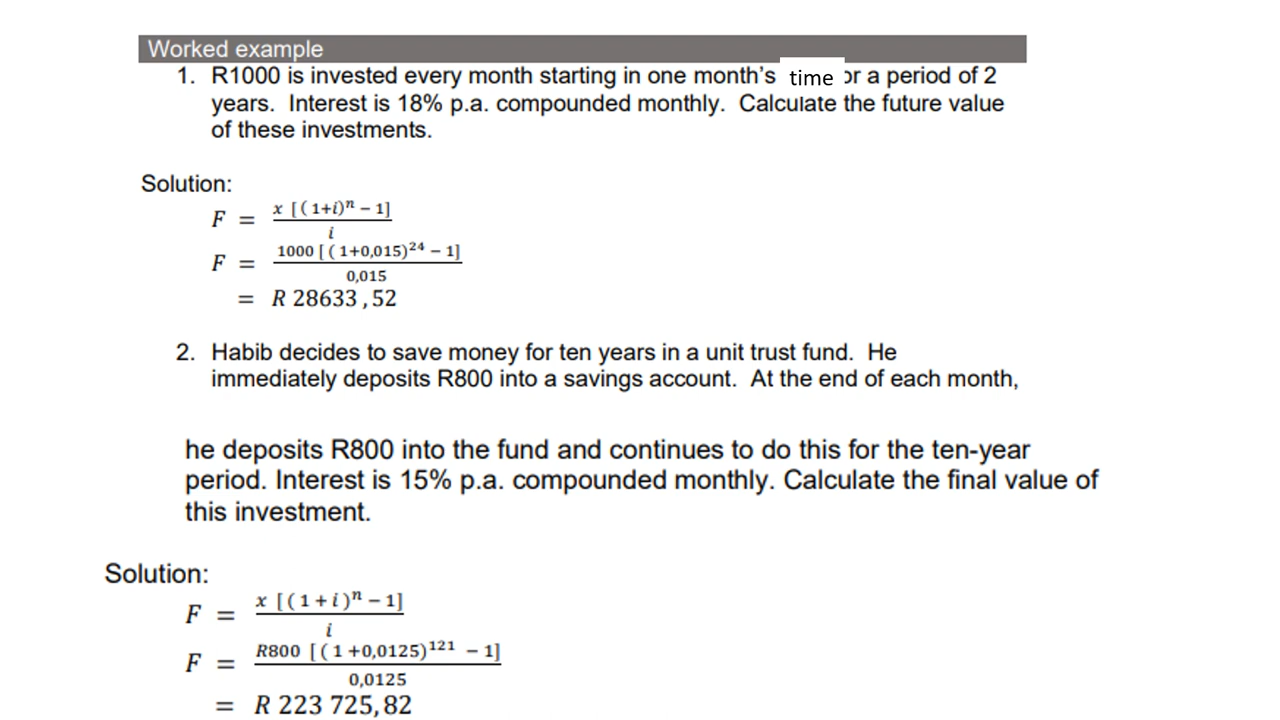 Worked example
1. R1000 is invested every month starting in one month's time or a period of 2
years. Interest is 18% p.a. compounded monthly. Calculate the future value
of these investments.
Solution:
F = x [(1+i)ⁿ − 1] / i
F = 1000 [(1+0,015)²⁴ − 1] / 0,015
= R 28633,52
2. Habib decides to save money for ten years in a unit trust fund. He
immediately deposits R800 into a savings account. At the end of each month,
he deposits R800 into the fund and continues to do this for the ten-year
period. Interest is 15% p.a. compounded monthly. Calculate the final value of
this investment.
Solution:
F = x [(1+i)ⁿ − 1] / i
F = R800 [(1+0,0125)¹²¹ − 1] / 0,0125
= R 223 725,82